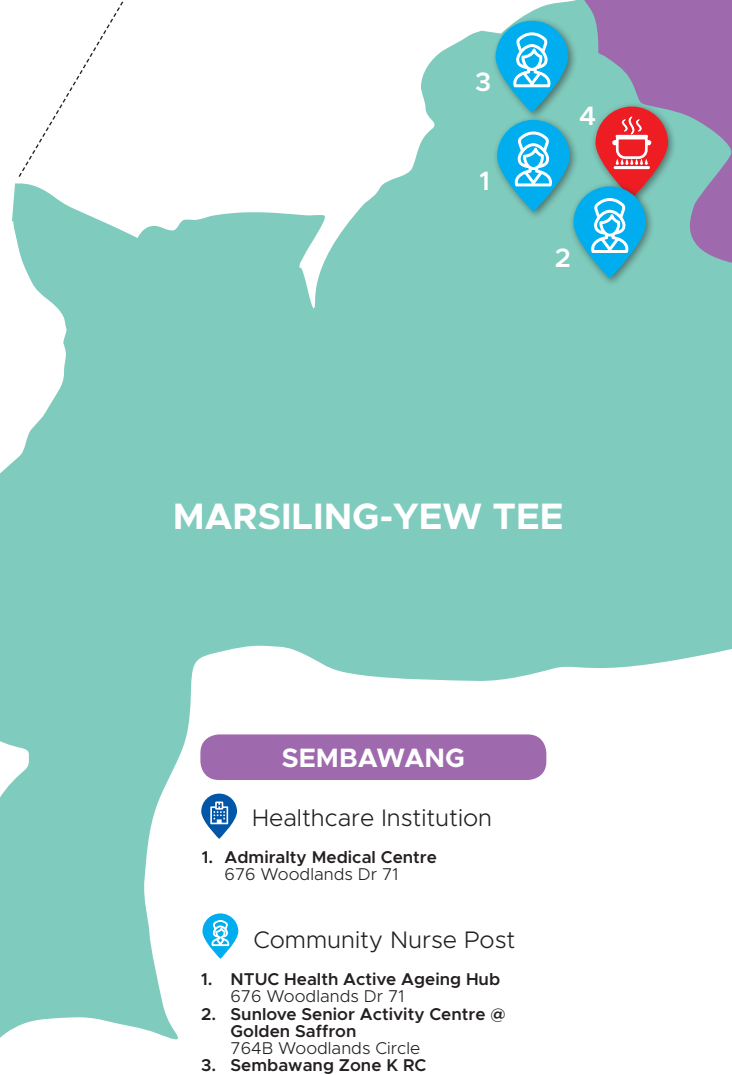 3
4
1
2
MARSILING-YEW TEE
SEMBAWANG
Healthcare Institution
1. Admiralty Medical Centre
676 Woodlands Dr 71
Community Nurse Post
1. NTUC Health Active Ageing Hub
676 Woodlands Dr 71
2. Sunlove Senior Activity Centre @
Golden Saffron
764B Woodlands Circle
3. Sembawang Zone K RC